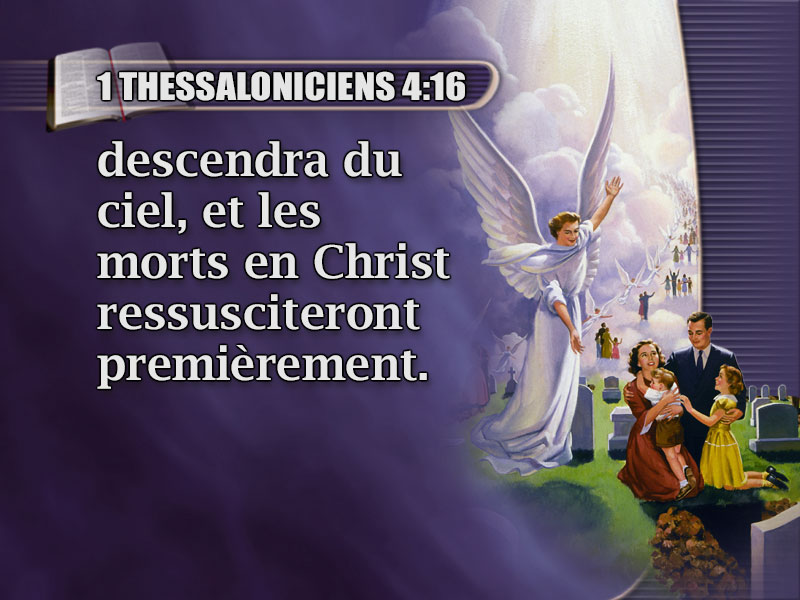 1 THESSALONICIENS 4:16
descendra du
ciel, et les
morts en Christ
ressusciteront
premièrement.